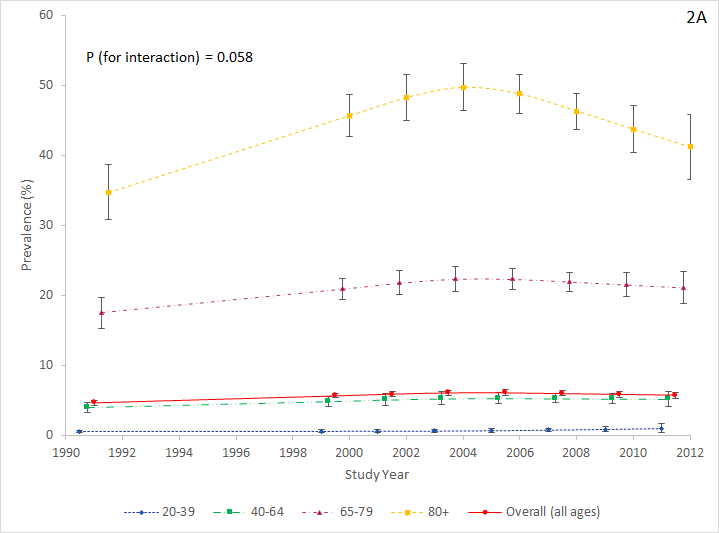 2A
P (for interaction) = 0.058
Prevalence (%)
60
50
40
30
20
10
0
1990 1992 1994 1996 1998 2000 2002 2004 2006 2008 2010 2012
Study Year
20-39 40-64 65-79 80+ Overall (all ages)